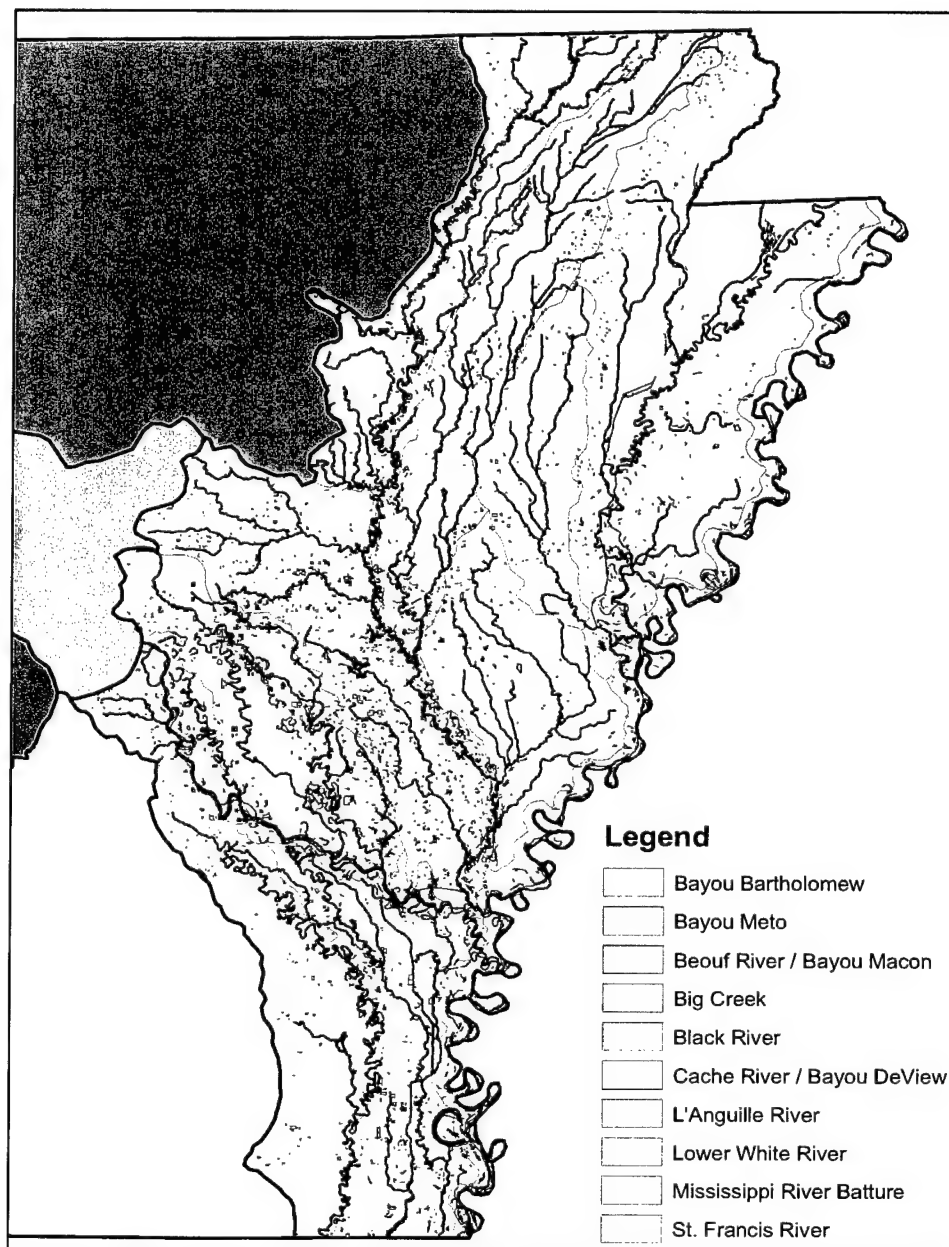 Legend
Bayou Bartholomew
Bayou Meto
Beouf River / Bayou Macon
Big Creek
Black River
Cache River / Bayou DeView
L'Anguille River
Lower White River
Mississippi River Batture
St. Francis River